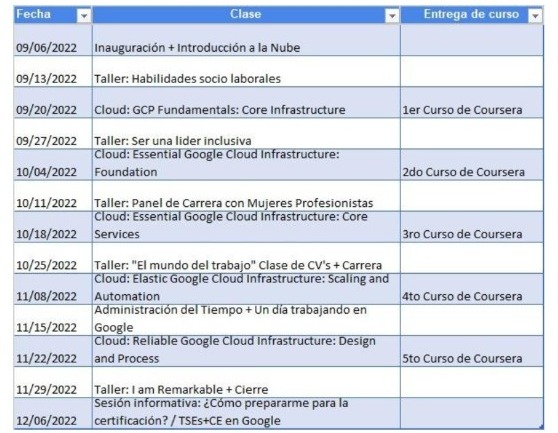 Fecha Clase Entrega de curso
09/06/2022 Inauguración + Introducción a la Nube
09/13/2022 Taller: Habilidades socio laborales
09/20/2022 Cloud: GCP Fundamentals: Core Infrastructure 1er Curso de Coursera
09/27/2022 Taller: Ser una lider inclusiva
Cloud: Essential Google Cloud Infrastructure:
10/04/2022 Foundation 2do Curso de Coursera
10/11/2022 Taller: Panel de Carrera con Mujeres Profesionistas
Cloud: Essential Google Cloud Infrastructure: Core
10/18/2022 Services 3ro Curso de Coursera
10/25/2022 Taller: "El mundo del trabajo" Clase de CV's + Carrera
Cloud: Elastic Google Cloud Infrastructure: Scaling and
11/08/2022 Automation 4to Curso de Coursera
Administración del Tiempo + Un día trabajando en
11/15/2022 Google
Cloud: Reliable Google Cloud Infrastructure: Design
11/22/2022 and Process 5to Curso de Coursera
11/29/2022 Taller: I am Remarkable + Cierre
Sesión informativa: ¿Cómo prepararme para la
12/06/2022 certificación? / TSEs+CE en Google